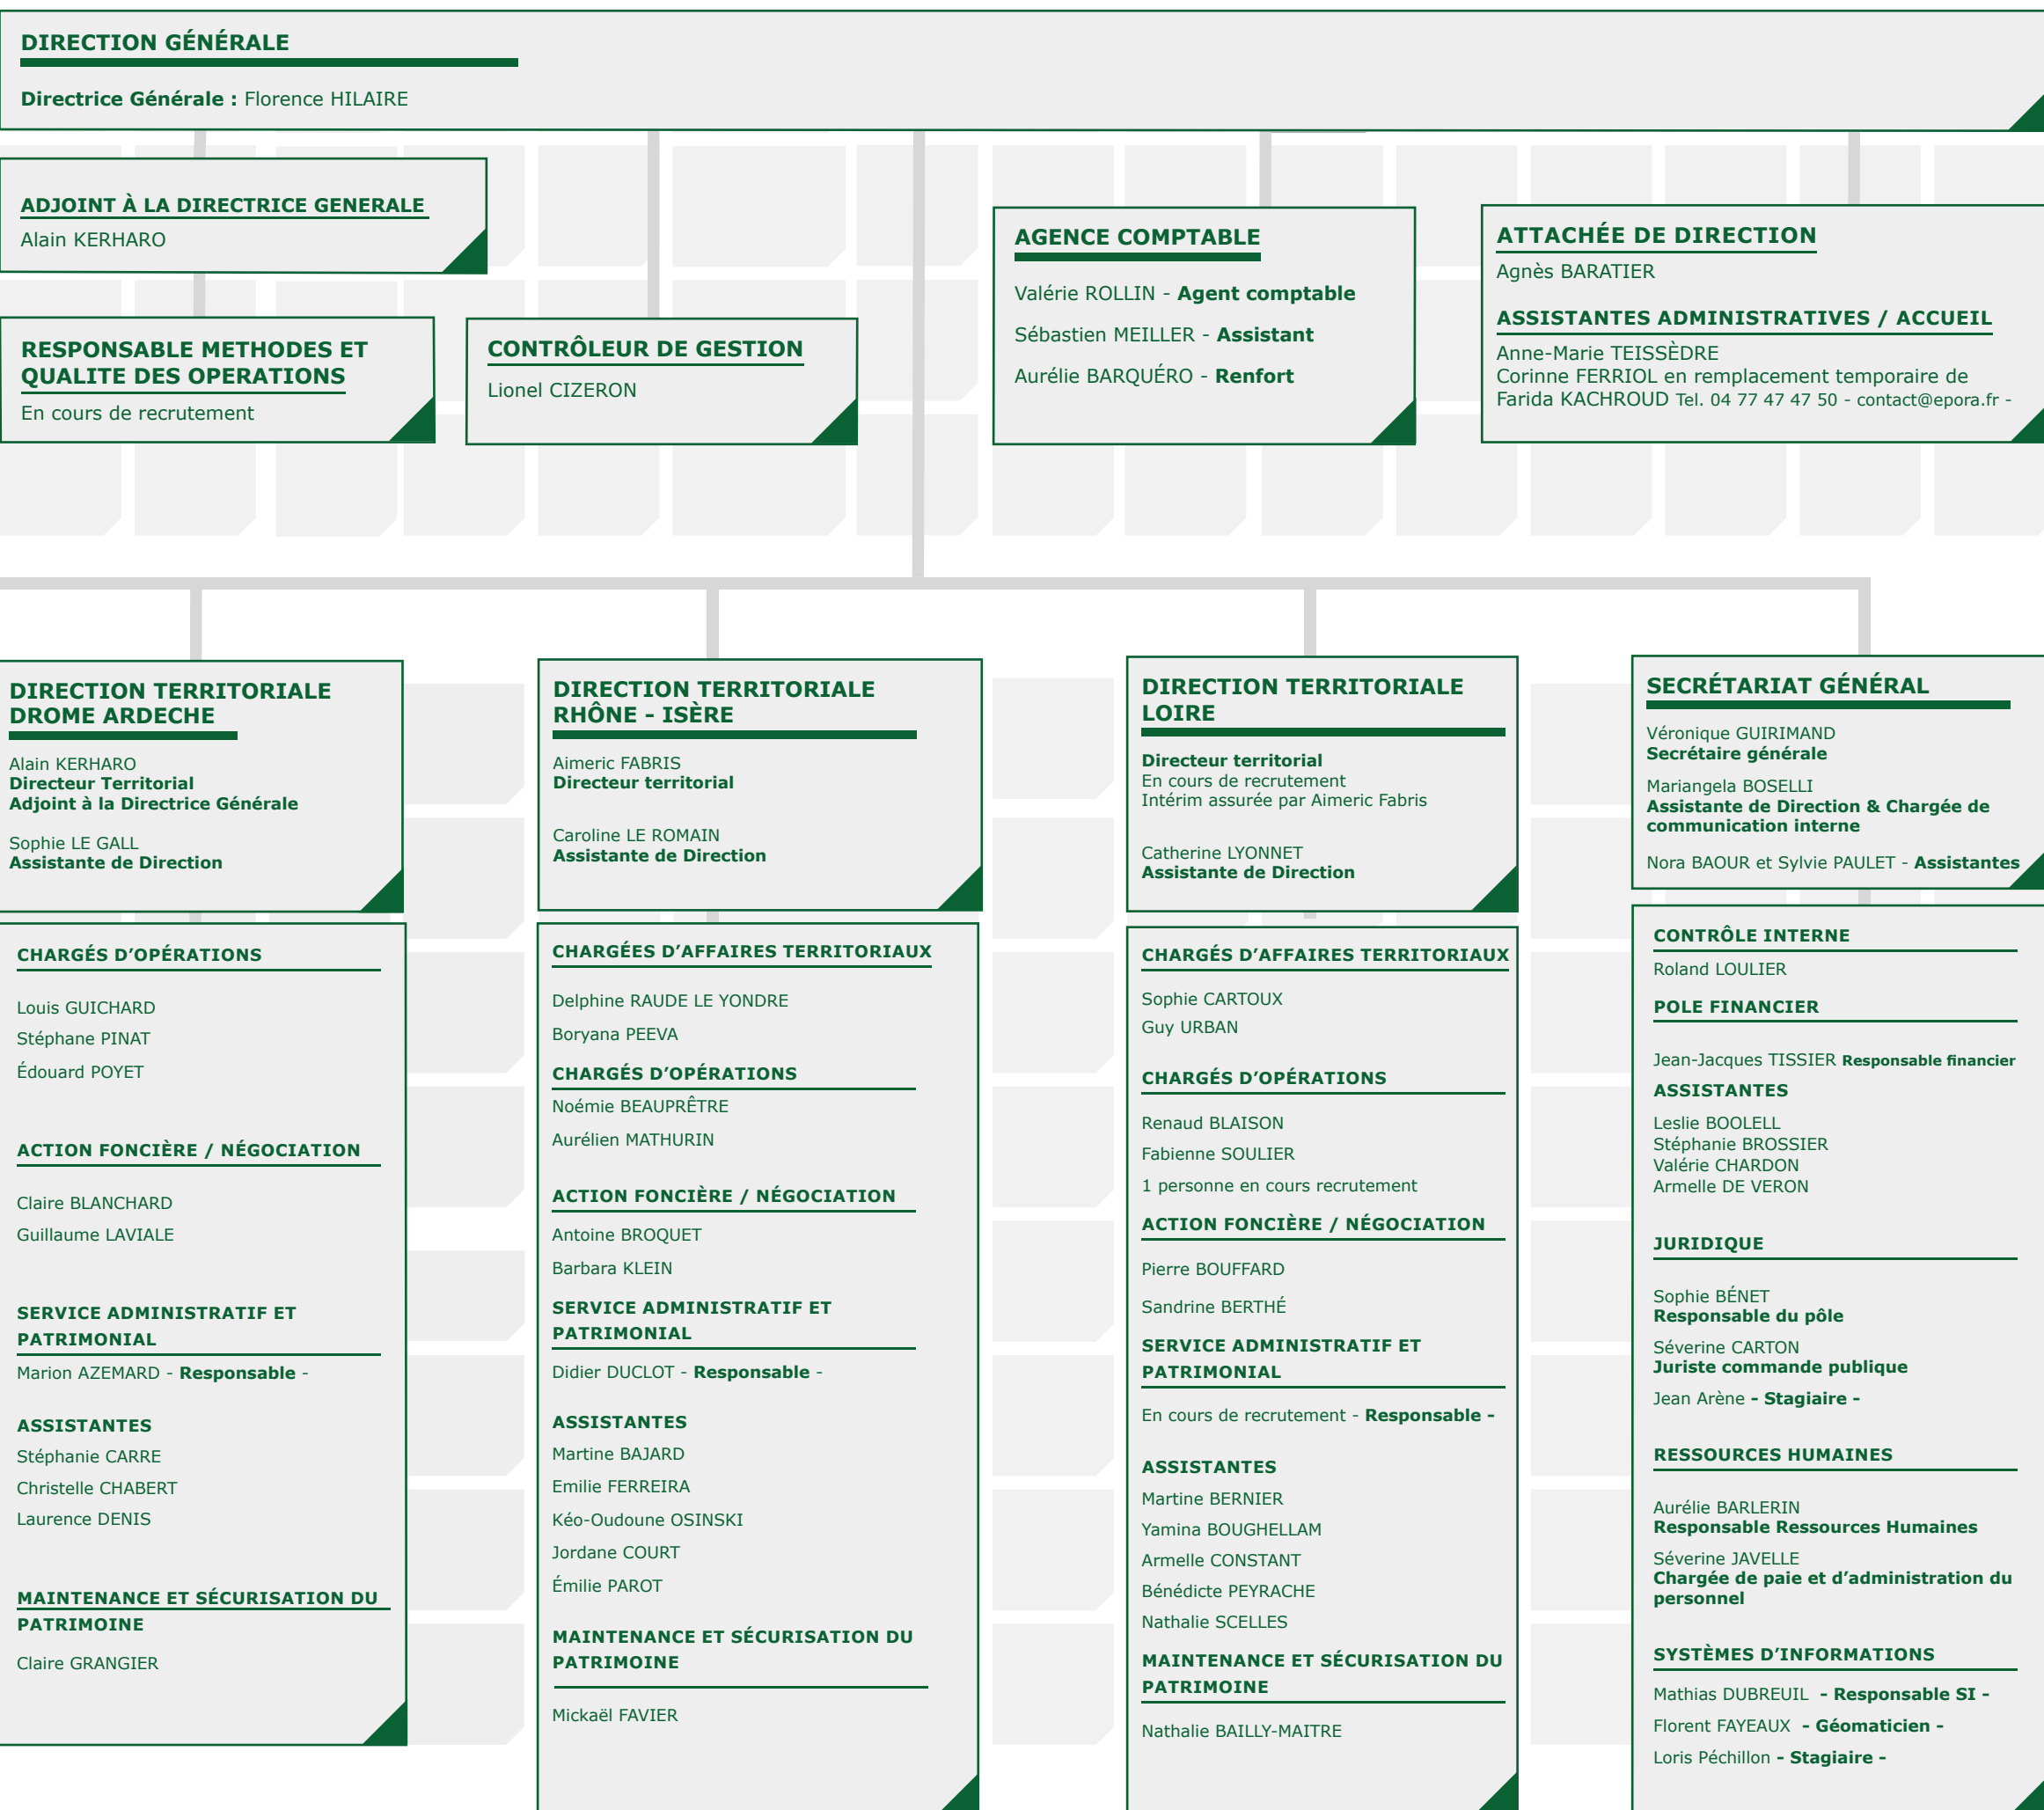 DIRECTION GÉNÉRALE
Directrice Générale : Florence HILAIRE
ADJOINT À LA DIRECTRICE GENERALE
Alain KERHARO
RESPONSABLE METHODES ET
QUALITE DES OPERATIONS
En cours de recrutement
CONTRÔLEUR DE GESTION
Lionel CIZERON
AGENCE COMPTABLE
Valérie ROLLIN - Agent comptable
Sébastien MEILLER - Assistant
Aurélie BARQUÉRO - Renfort
ATTACHÉE DE DIRECTION
Agnès BARATIER
ASSISTANTES ADMINISTRATIVES / ACCUEIL
Anne-Marie TEISSÈDRE
Corinne FERRIOL en remplacement temporaire de
Farida KACHROUD Tel. 04 77 47 47 50 - contact@epora.fr -
DIRECTION TERRITORIALE
DROME ARDECHE
Alain KERHARO
Directeur Territorial
Adjoint à la Directrice Générale
Sophie LE GALL
Assistante de Direction
CHARGÉS D’OPÉRATIONS
Louis GUICHARD
Stéphane PINAT
Édouard POYET
ACTION FONCIÈRE / NÉGOCIATION
Claire BLANCHARD
Guillaume LAVIALE
SERVICE ADMINISTRATIF ET
PATRIMONIAL
Marion AZEMARD - Responsable -
ASSISTANTES
Stéphanie CARRE
Christelle CHABERT
Laurence DENIS
MAINTENANCE ET SÉCURISATION DU
PATRIMOINE
Claire GRANGIER
DIRECTION TERRITORIALE
RHÔNE - ISÈRE
Aimeric FABRIS
Directeur territorial
Caroline LE ROMAIN
Assistante de Direction
CHARGÉES D’AFFAIRES TERRITORIAUX
Delphine RAUDE LE YONDRE
Boryana PEEVA
CHARGÉS D’OPÉRATIONS
Noémie BEAUPRÊTRE
Aurélien MATHURIN
ACTION FONCIÈRE / NÉGOCIATION
Antoine BROQUET
Barbara KLEIN
SERVICE ADMINISTRATIF ET
PATRIMONIAL
Didier DUCLOT - Responsable -
ASSISTANTES
Martine BAJARD
Emilie FERREIRA
Kéo-Oudoune OSINSKI
Jordane COURT
Émilie PAROT
MAINTENANCE ET SÉCURISATION DU
PATRIMOINE
Mickaël FAVIER
DIRECTION TERRITORIALE
LOIRE
Directeur territorial
En cours de recrutement
Intérim assurée par Aimeric Fabris
Catherine LYONNET
Assistante de Direction
CHARGÉS D’AFFAIRES TERRITORIAUX
Sophie CARTOUX
Guy URBAN
CHARGÉS D’OPÉRATIONS
Renaud BLAISON
Fabienne SOULIER
1 personne en cours recrutement
ACTION FONCIÈRE / NÉGOCIATION
Pierre BOUFFARD
Sandrine BERTHÉ
SERVICE ADMINISTRATIF ET
PATRIMONIAL
En cours de recrutement - Responsable -
ASSISTANTES
Martine BERNIER
Yamina BOUGHELLAM
Armelle CONSTANT
Bénédicte PEYRACHE
Nathalie SCELLES
MAINTENANCE ET SÉCURISATION DU
PATRIMOINE
Nathalie BAILLY-MAITRE
SECRÉTARIAT GÉNÉRAL
Véronique GUIRIMAND
Secrétaire générale
Mariangela BOSELLI
Assistante de Direction & Chargée de
communication interne
Nora BAOUR et Sylvie PAULET - Assistantes
CONTRÔLE INTERNE
Roland LOULIER
POLE FINANCIER
Jean-Jacques TISSIER Responsable financier
ASSISTANTES
Leslie BOOLELL
Stéphanie BROSSIER
Valérie CHARDON
Armelle DE VERON
JURIDIQUE
Sophie BÉNET
Responsable du pôle
Séverine CARTON
Juriste commande publique
Jean Arène - Stagiaire -
RESSOURCES HUMAINES
Aurélie BARLERIN
Responsable Ressources Humaines
Séverine JAVELLE
Chargée de paie et d’administration du
personnel
SYSTÈMES D’INFORMATIONS
Mathias DUBREUIL - Responsable SI -
Florent FAYEAUX - Géomaticien -
Loris Péchillon - Stagiaire -